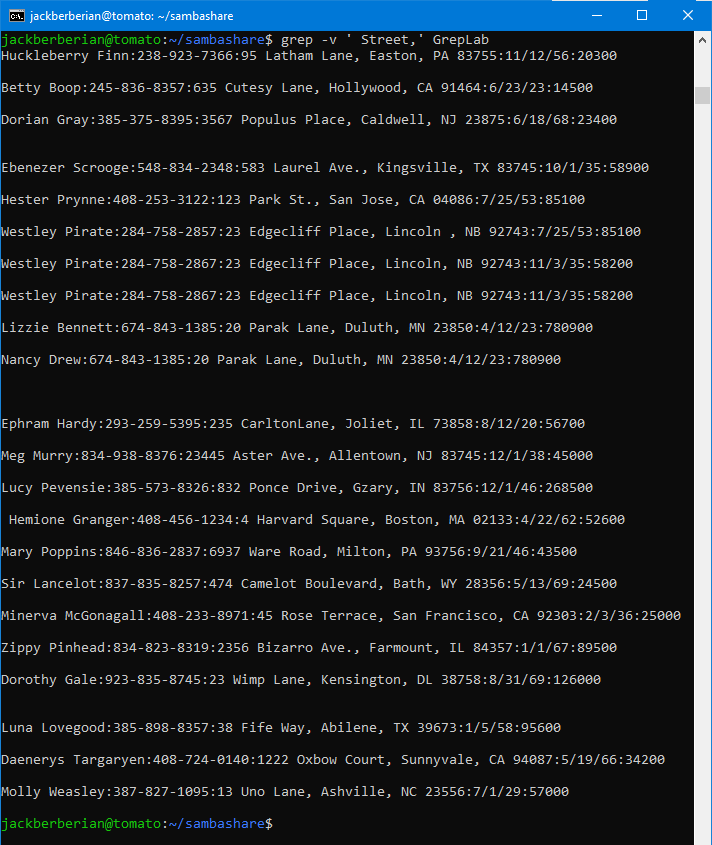 jackberberian@tomato: ~/sambashare
jackberberian@tomato:~/sambashare$ grep -v ' Street,' GrepLab
Huckleberry Finn:238-923-7366:95 Latham Lane, Easton, PA 83755:11/12/56:20300
Betty Boop:245-836-8357:635 Cutesy Lane, Hollywood, CA 91464:6/23/23:14500
Dorian Gray:385-375-8395:3567 Populus Place, Caldwell, NJ 23875:6/18/68:23400
Ebenezer Scrooge:548-834-2348:583 Laurel Ave., Kingsville, TX 83745:10/1/35:58900
Hester Prynne:408-253-3122:123 Park St., San Jose, CA 04086:7/25/53:85100
Westley Pirate:284-758-2857:23 Edgecliff Place, Lincoln , NB 92743:7/25/53:85100
Westley Pirate:284-758-2867:23 Edgecliff Place, Lincoln, NB 92743:11/3/35:58200
Westley Pirate:284-758-2867:23 Edgecliff Place, Lincoln, NB 92743:11/3/35:58200
Lizzie Bennett:674-843-1385:20 Parak Lane, Duluth, MN 23850:4/12/23:780900
Nancy Drew:674-843-1385:20 Parak Lane, Duluth, MN 23850:4/12/23:780900
Ephram Hardy:293-259-5395:235 CarltonLane, Joliet, IL 73858:8/12/20:56700
Meg Murry:834-938-8376:23445 Aster Ave., Allentown, NJ 83745:12/1/38:45000
Lucy Pevensie:385-573-8326:832 Ponce Drive, Gzary, IN 83756:12/1/46:268500
 Hemione Granger:408-456-1234:4 Harvard Square, Boston, MA 02133:4/22/62:52600
Mary Poppins:846-836-2837:6937 Ware Road, Milton, PA 93756:9/21/46:43500
Sir Lancelot:837-835-8257:474 Camelot Boulevard, Bath, WY 28356:5/13/69:24500
Minerva McGonagall:408-233-8971:45 Rose Terrace, San Francisco, CA 92303:2/3/36:25000
Zippy Pinhead:834-823-8319:2356 Bizarro Ave., Farmount, IL 84357:1/1/67:89500
Dorothy Gale:923-835-8745:23 Wimp Lane, Kensington, DL 38758:8/31/69:126000
Luna Lovegood:385-898-8357:38 Fife Way, Abilene, TX 39673:1/5/58:95600
Daenerys Targaryen:408-724-0140:1222 Oxbow Court, Sunnyvale, CA 94087:5/19/66:34200
Molly Weasley:387-827-1095:13 Uno Lane, Ashville, NC 23556:7/1/29:57000
jackberberian@tomato:~/sambashare$